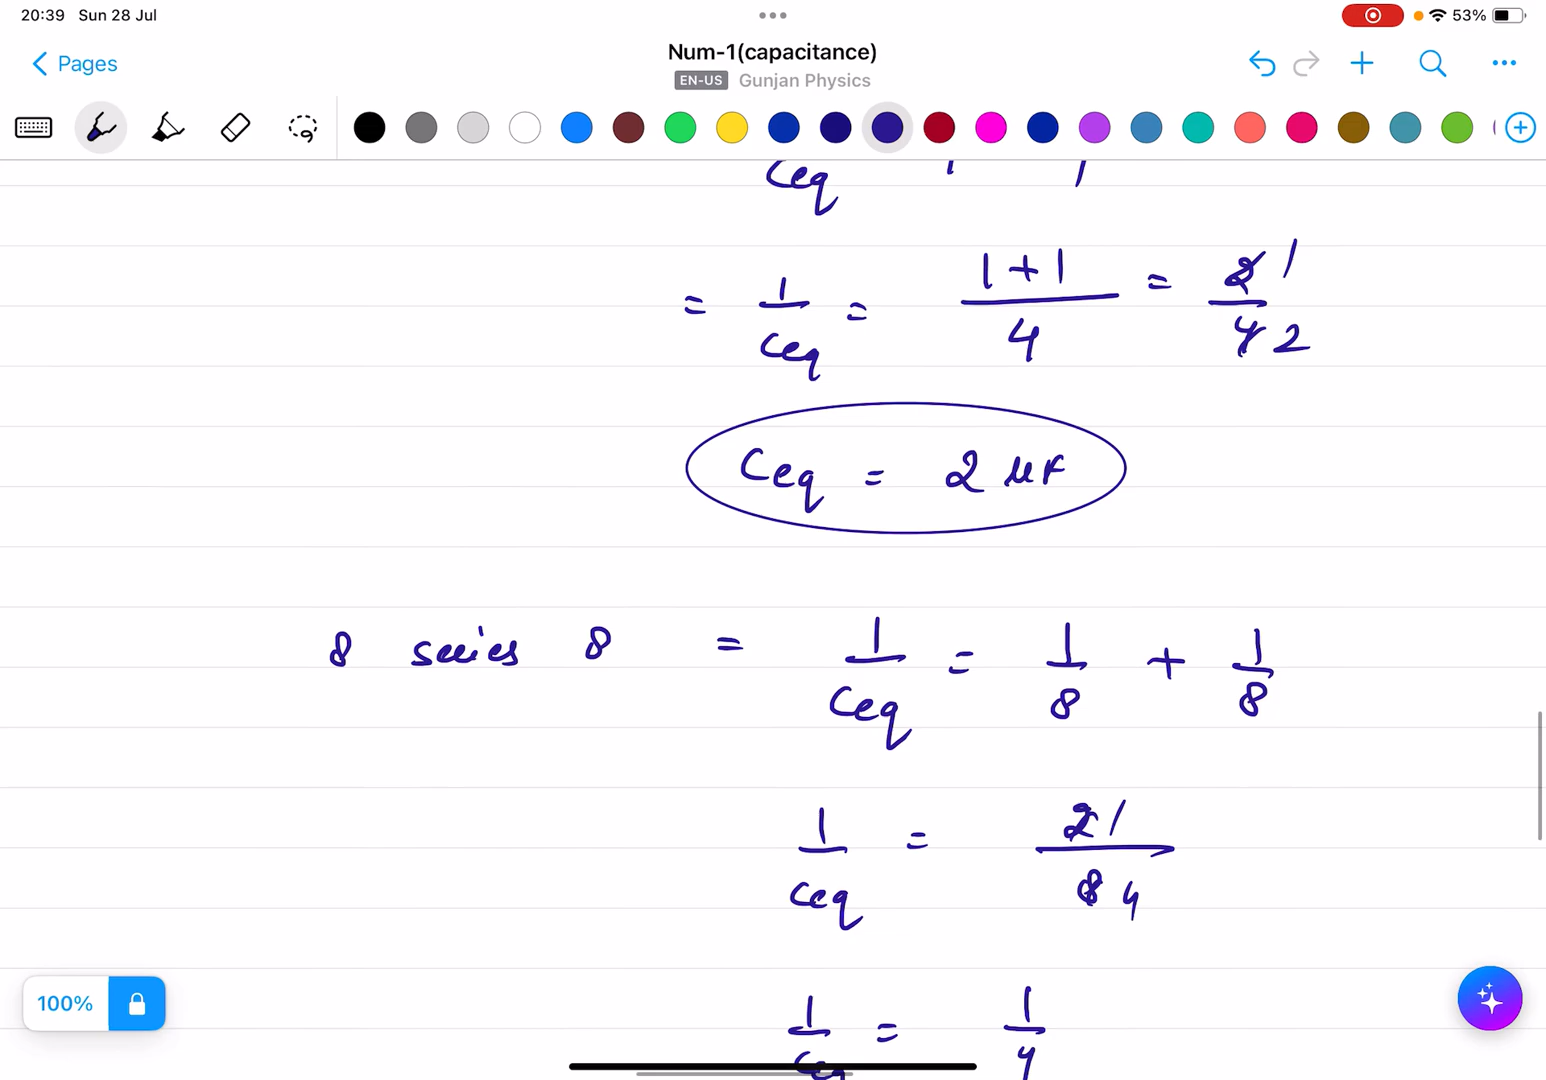 20:39 Sun 28 Jul 53%
Pages Num-1(capacitance)
EN-US Gunjan Physics
Ceq
= 1/Ceq = 1+1/4 = 2/4 1/2
Ceq = 2 μF
8 series 8 = 1/Ceq = 1/8 + 1/8
1/Ceq = 2/8 1/4
100%
1/Ceq = 1/4